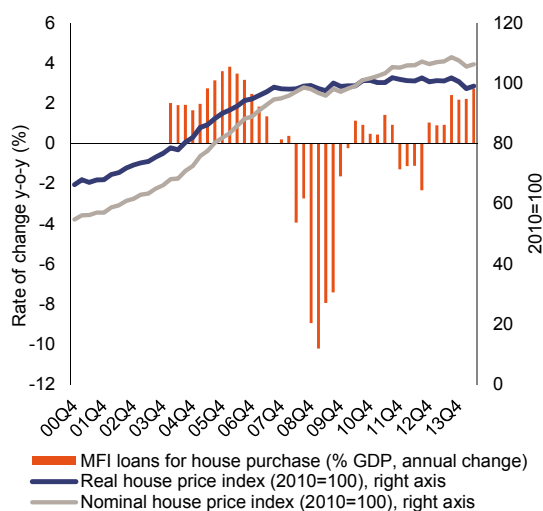 6
4
2
0
-2
-4
-6
-8
-10
-12
Rate of change y-o-y (%)
120
100
80
60
40
20
0
2010=100
00Q4
01Q4
02Q4
03Q4
04Q4
05Q4
06Q4
07Q4
08Q4
09Q4
10Q4
11Q4
12Q4
13Q4
MFI loans for house purchase (% GDP, annual change)
Real house price index (2010=100), right axis
Nominal house price index (2010=100), right axis